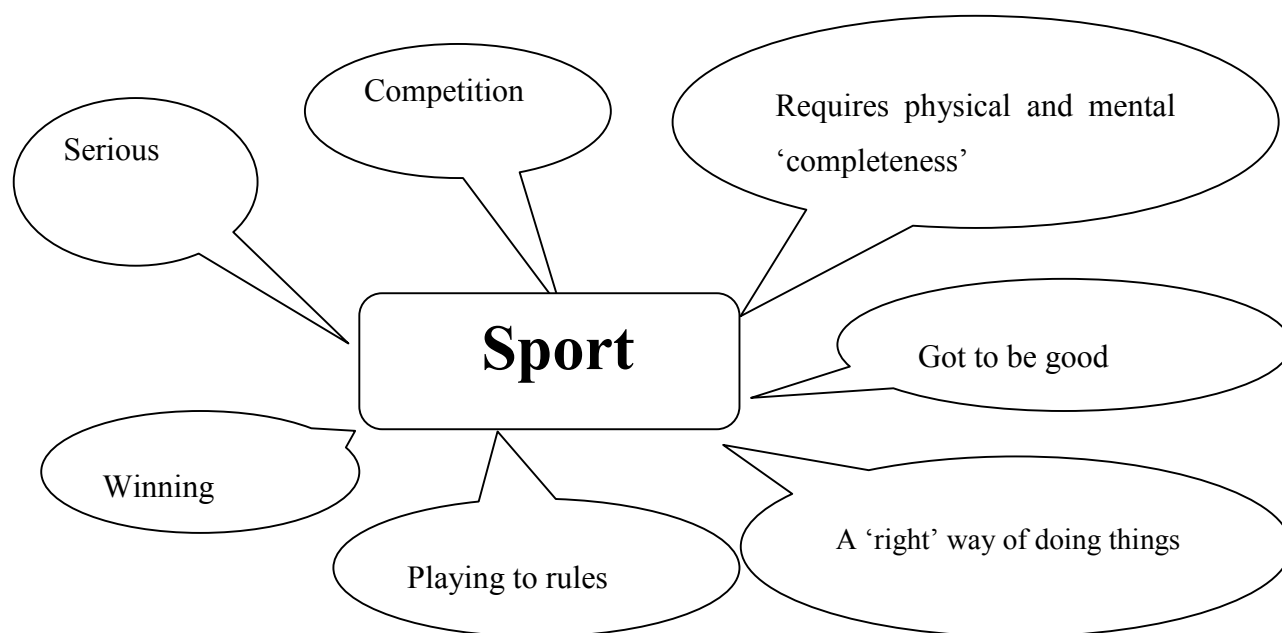 Competition
Requires physical and mental
‘completeness’
Serious
Sport
Got to be good
Winning
A ‘right’ way of doing things
Playing to rules